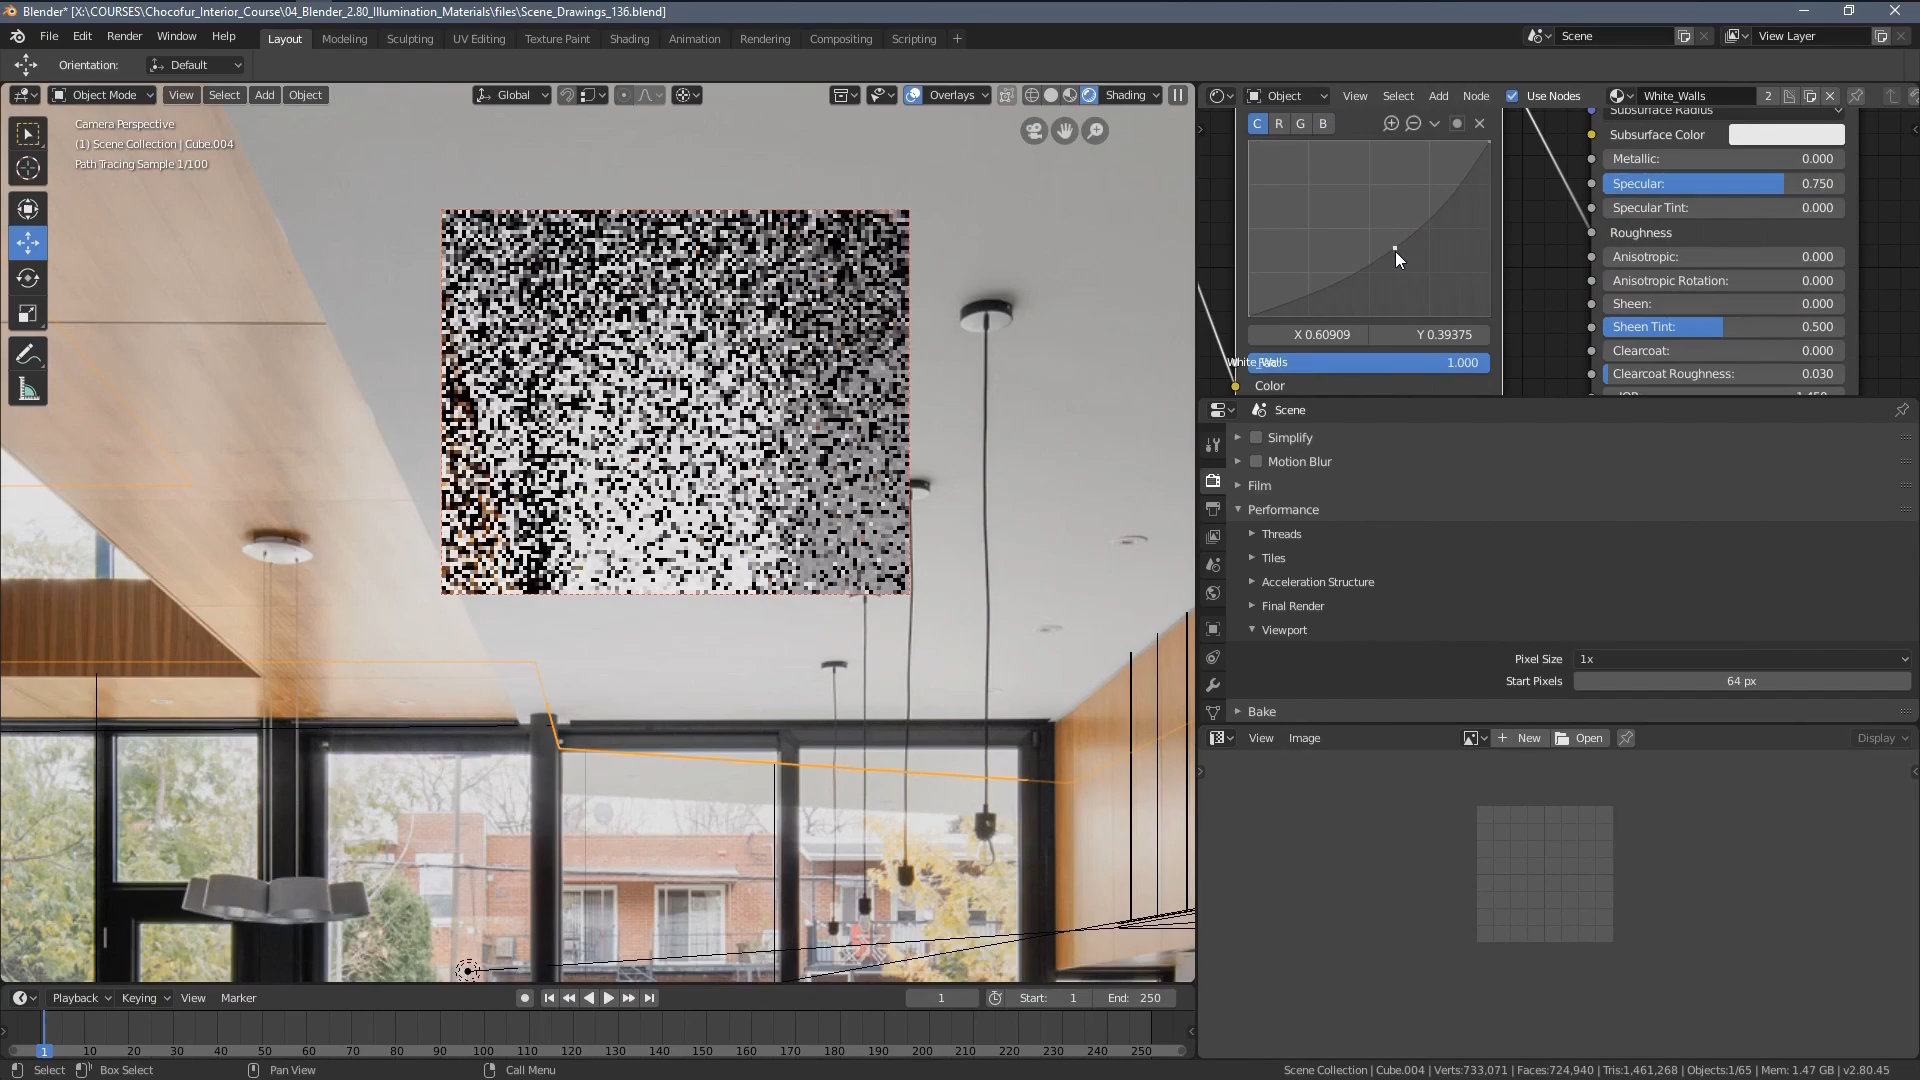 Blender* [X:\COURSES\Chocofur_Interior_Course\04_Blender_2.80_Illumination_Materials\files\Scene_Drawings_136.blend]
File Edit Render Window Help Layout Modeling Sculpting UV Editing Texture Paint Shading Animation Rendering Compositing Scripting + Scene View Layer
Orientation: Default
Object Mode View Select Add Object Global Overlays Shading
Object View Select Add Node Use Nodes White_Walls 2
Camera Perspective
(1) Scene Collection | Cube.004
Path Tracing Sample 1/100
C R G B
X 0.60909 Y 0.39375
White_Walls 1.000
Color
Subsurface Radius
Subsurface Color
Metallic: 0.000
Specular: 0.750
Specular Tint: 0.000
Roughness
Anisotropic: 0.000
Anisotropic Rotation: 0.000
Sheen: 0.000
Sheen Tint: 0.500
Clearcoat: 0.000
Clearcoat Roughness: 0.030
Scene
Simplify
Motion Blur
Film
Performance
Threads
Tiles
Acceleration Structure
Final Render
Viewport
Pixel Size 1x
Start Pixels 64 px
Bake
View Image New Open Display
Playback Keying View Marker 1 Start: 1 End: 250
1 10 20 30 40 50 60 70 80 90 100 110 120 130 140 150 160 170 180 190 200 210 220 230 240 250
Select Box Select Pan View Call Menu Scene Collection | Cube.004 | Verts:733,071 | Faces:724,940 | Tris:1,461,268 | Objects:1/65 | Mem: 1.47 GB | v2.80.45